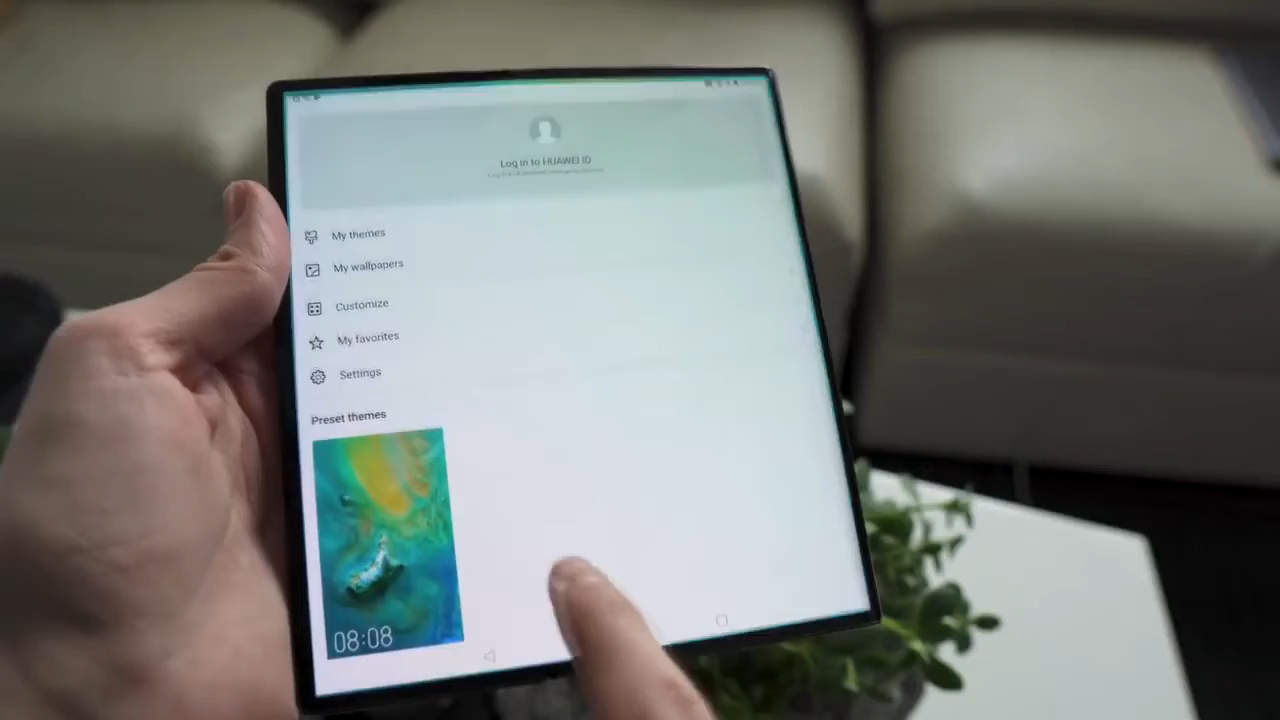 Log in to HUAWEI ID
My themes
My wallpapers
Customize
My favorites
Settings
Preset themes
08:08